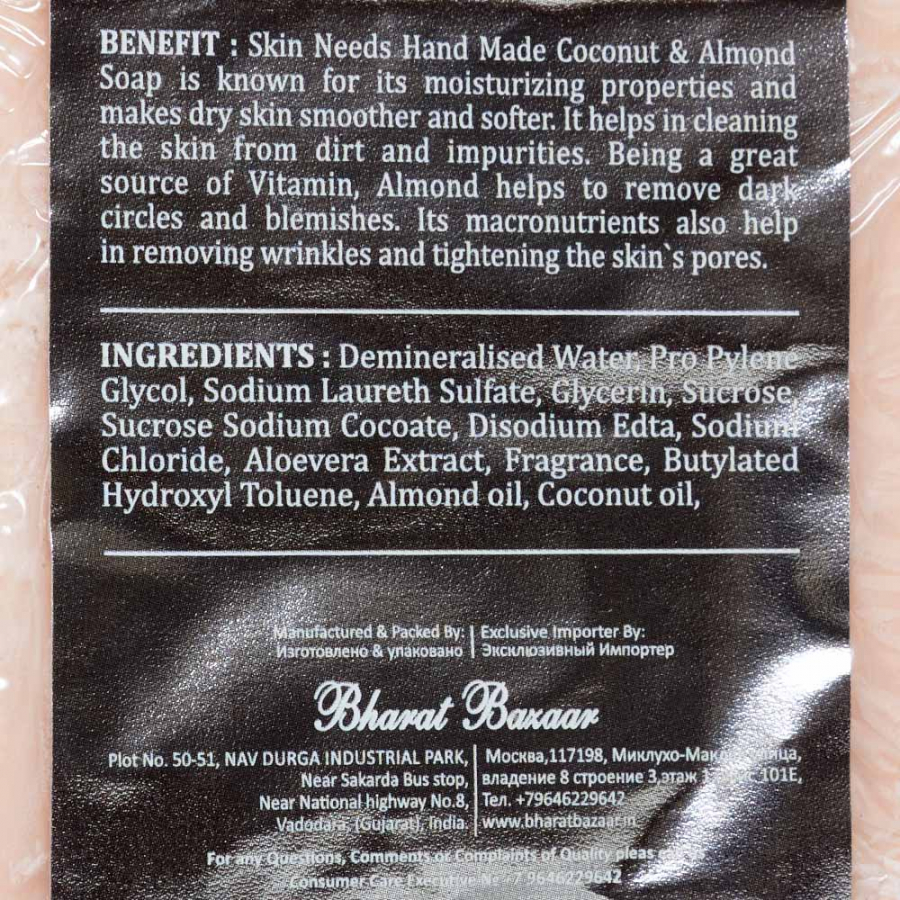 BENEFIT : Skin Needs Hand Made Coconut & Almond
Soap is known for its moisturizing properties and
makes dry skin smoother and softer. It helps in cleaning
the skin from dirt and impurities. Being a great
source of Vitamin, Almond helps to remove dark
circles and blemishes. Its macronutrients also help
in removing wrinkles and tightening the skin`s pores.
INGREDIENTS : Demineralised Water, Pro Pylene
Glycol, Sodium Laureth Sulfate, Glycerin, Sucrose,
Sucrose Sodium Cocoate, Disodium Edta, Sodium
Chloride, Aloevera Extract, Fragrance, Butylated
Hydroxyl Toluene, Almond oil, Coconut oil,
Manufactured & Packed By:
Изготовлено & упаковано
Exclusive Importer By:
Эксклюзивный Импортер
Bharat Bazaar
Plot No. 50-51, NAV DURGA INDUSTRIAL PARK,
Near Sakarda Bus stop,
Near National highway No.8,
Vadodara, (Gujarat), India.
Москва,117198,
владение 8 строение 3,этаж 101E,
Тел. +79646229642
www.bharatbazaar.in
For any Questions, Comments or Complaints of Quality
Consumer Care Executive 9646229642